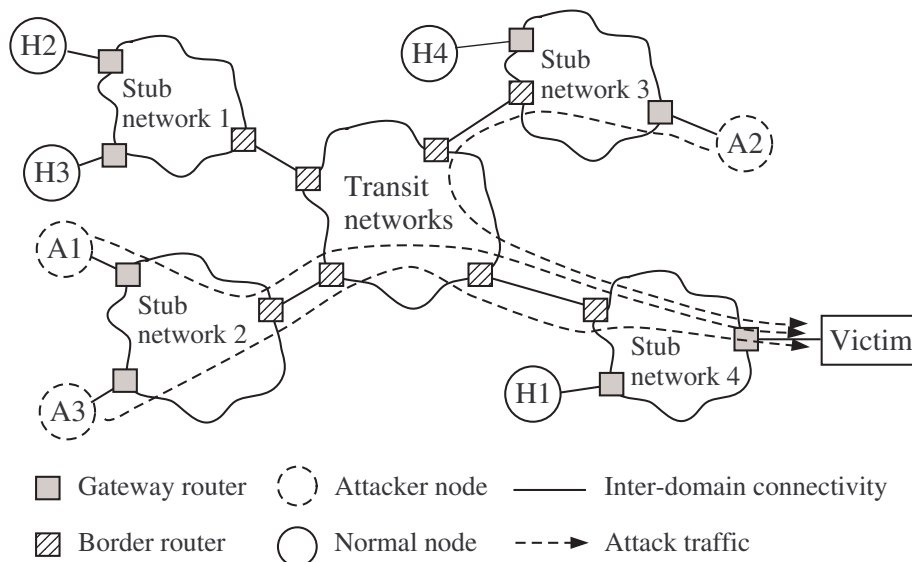 H2
Stub
network 1
H3
H4
Stub
network 3
A2
Transit
networks
A1
Stub
network 2
A3
Stub
network 4
H1
Victim
Gateway router
Attacker node
Inter-domain connectivity
Border router
Normal node
Attack traffic